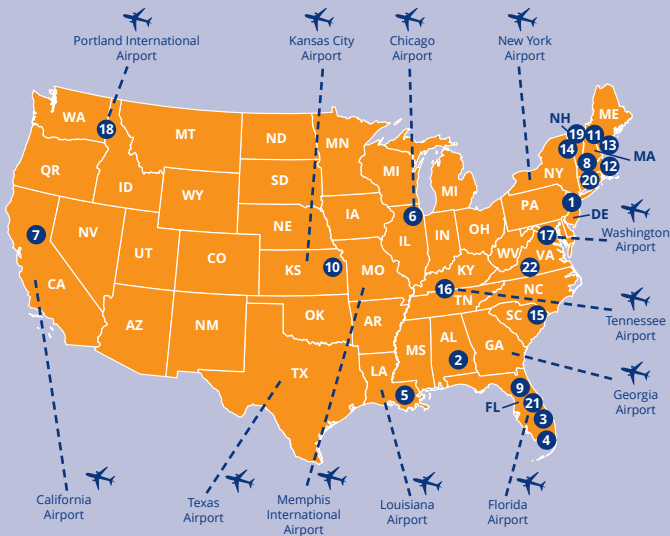 Portland International
Airport
Kansas City
Airport
Chicago
Airport
New York
Airport
WA
18
MT
ND
MN
ME
NH
19
11
13
MA
14
8
12
20
QR
ID
SD
MI
MI
NY
WY
IA
PA
1
DE
NE
6
IL
IN
OH
7
NV
UT
CO
KS
10
MO
WV
VA
17
Washington
Airport
22
KY
CA
16
TN
NC
Tennessee
Airport
AZ
NM
OK
AR
SC
15
MS
AL
GA
2
TX
LA
5
Georgia
Airport
9
FL
21
3
4
California
Airport
Texas
Airport
Memphis
International
Airport
Louisiana
Airport
Florida
Airport